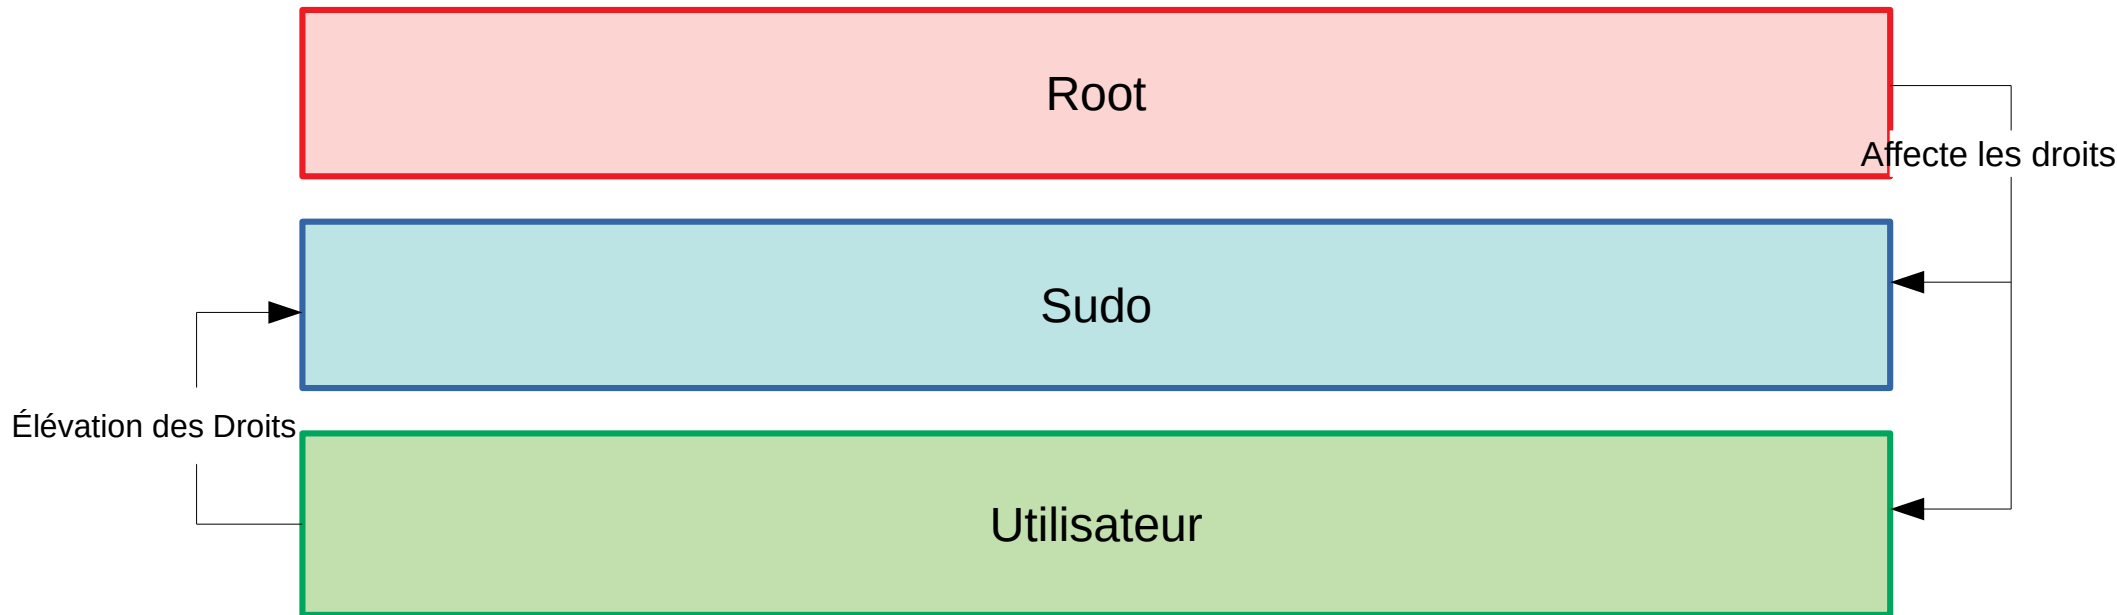 Root
Affecte les droits
Sudo
Élévation des Droits
Utilisateur